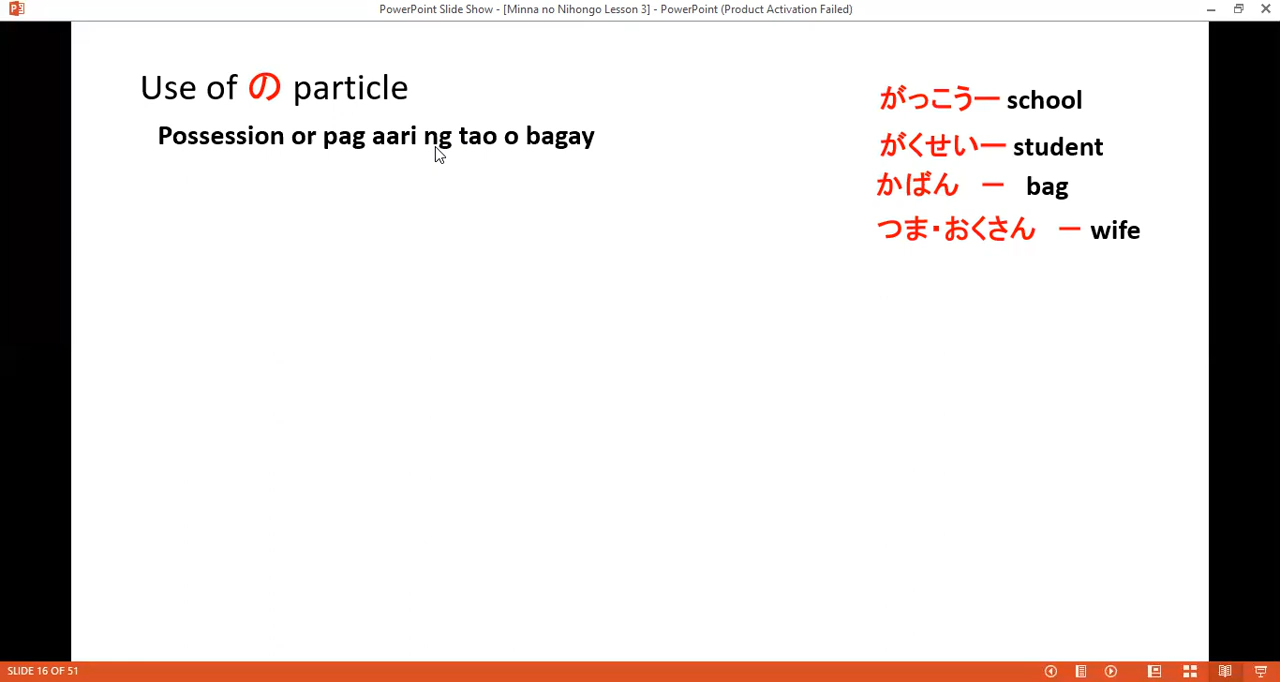 PowerPoint Slide Show - [Minna no Nihongo Lesson 3] - PowerPoint (Product Activation Failed)
Use of の particle
Possession or pag aari ng tao o bagay
がっこうー school
がくせいー student
かばん ー bag
つま・おくさん ー wife
SLIDE 16 OF 51